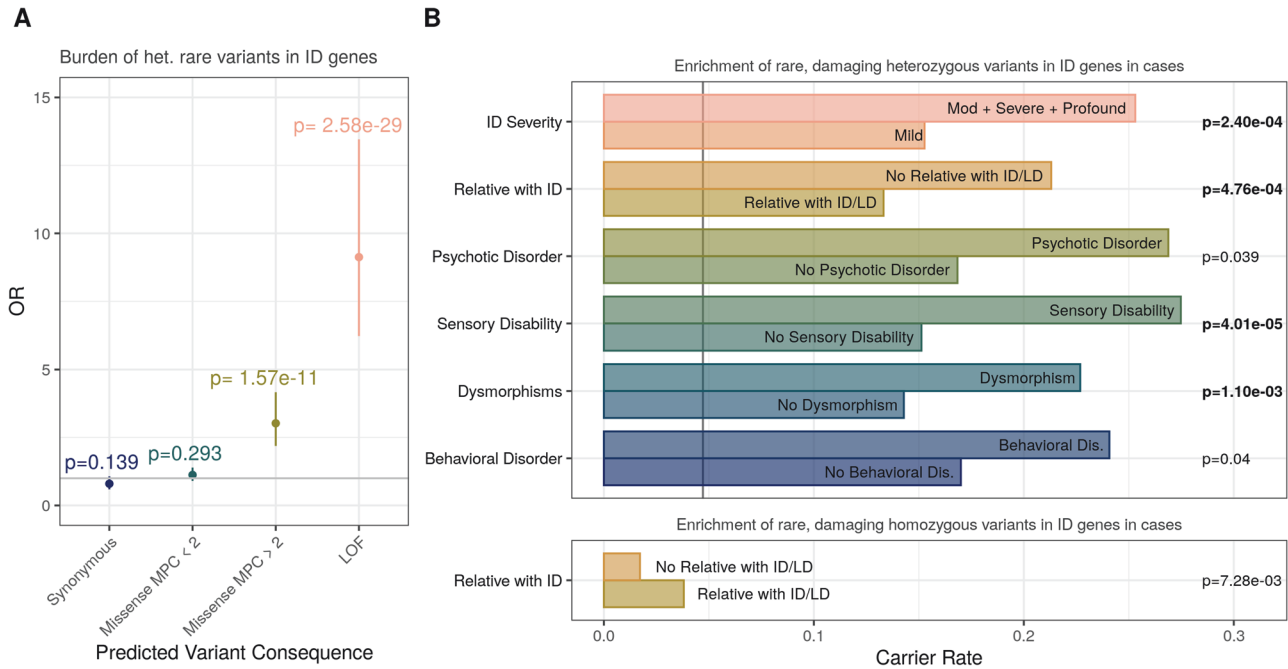 A
Burden of het. rare variants in ID genes
OR
15
10
5
0
p=0.139
p=0.293
p= 1.57e-11
p= 2.58e-29
Synonymous
Missense MPC < 2
Missense MPC > 2
LOF
Predicted Variant Consequence
B
Enrichment of rare, damaging heterozygous variants in ID genes in cases
ID Severity
Mod + Severe + Profound
Mild
p=2.40e-04
Relative with ID
No Relative with ID/LD
Relative with ID/LD
p=4.76e-04
Psychotic Disorder
Psychotic Disorder
No Psychotic Disorder
p=0.039
Sensory Disability
Sensory Disability
No Sensory Disability
p=4.01e-05
Dysmorphisms
Dysmorphism
No Dysmorphism
p=1.10e-03
Behavioral Disorder
Behavioral Dis.
No Behavioral Dis.
p=0.04
Enrichment of rare, damaging homozygous variants in ID genes in cases
Relative with ID
No Relative with ID/LD
Relative with ID/LD
p=7.28e-03
0.0 0.1 0.2 0.3
Carrier Rate